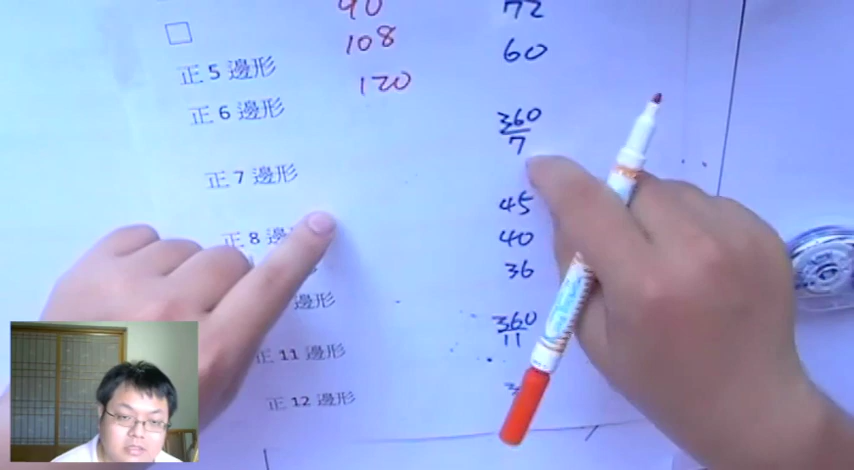 90 72
正 5 邊形 108 60
正 6 邊形 120
360
7
正 7 邊形
正 8 邊 45
40
36
邊形 360
11
正 11 邊形
正 12 邊形